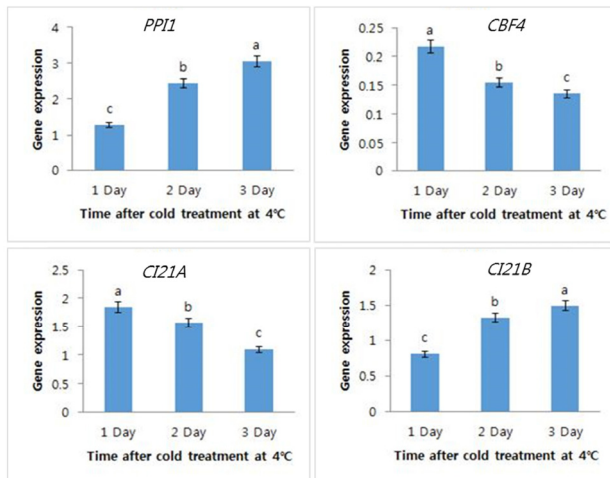 PPI1
a
b
c
4
3
2
1
0
Gene expression
1 Day 2 Day 3 Day
Time after cold treatment at 4℃
CBF4
a
b
c
0.25
0.2
0.15
0.1
0.05
0
Gene expression
1 Day 2 Day 3 Day
Time after cold treatment at 4℃
CI21A
a
b
c
2.5
2
1.5
1
0.5
0
Gene expression
1 Day 2 Day 3 Day
Time after cold treatment at 4℃
CI21B
a
b
c
2
1.5
1
0.5
0
Gene expression
1 Day 2 Day 3 Day
Time after cold treatment at 4℃